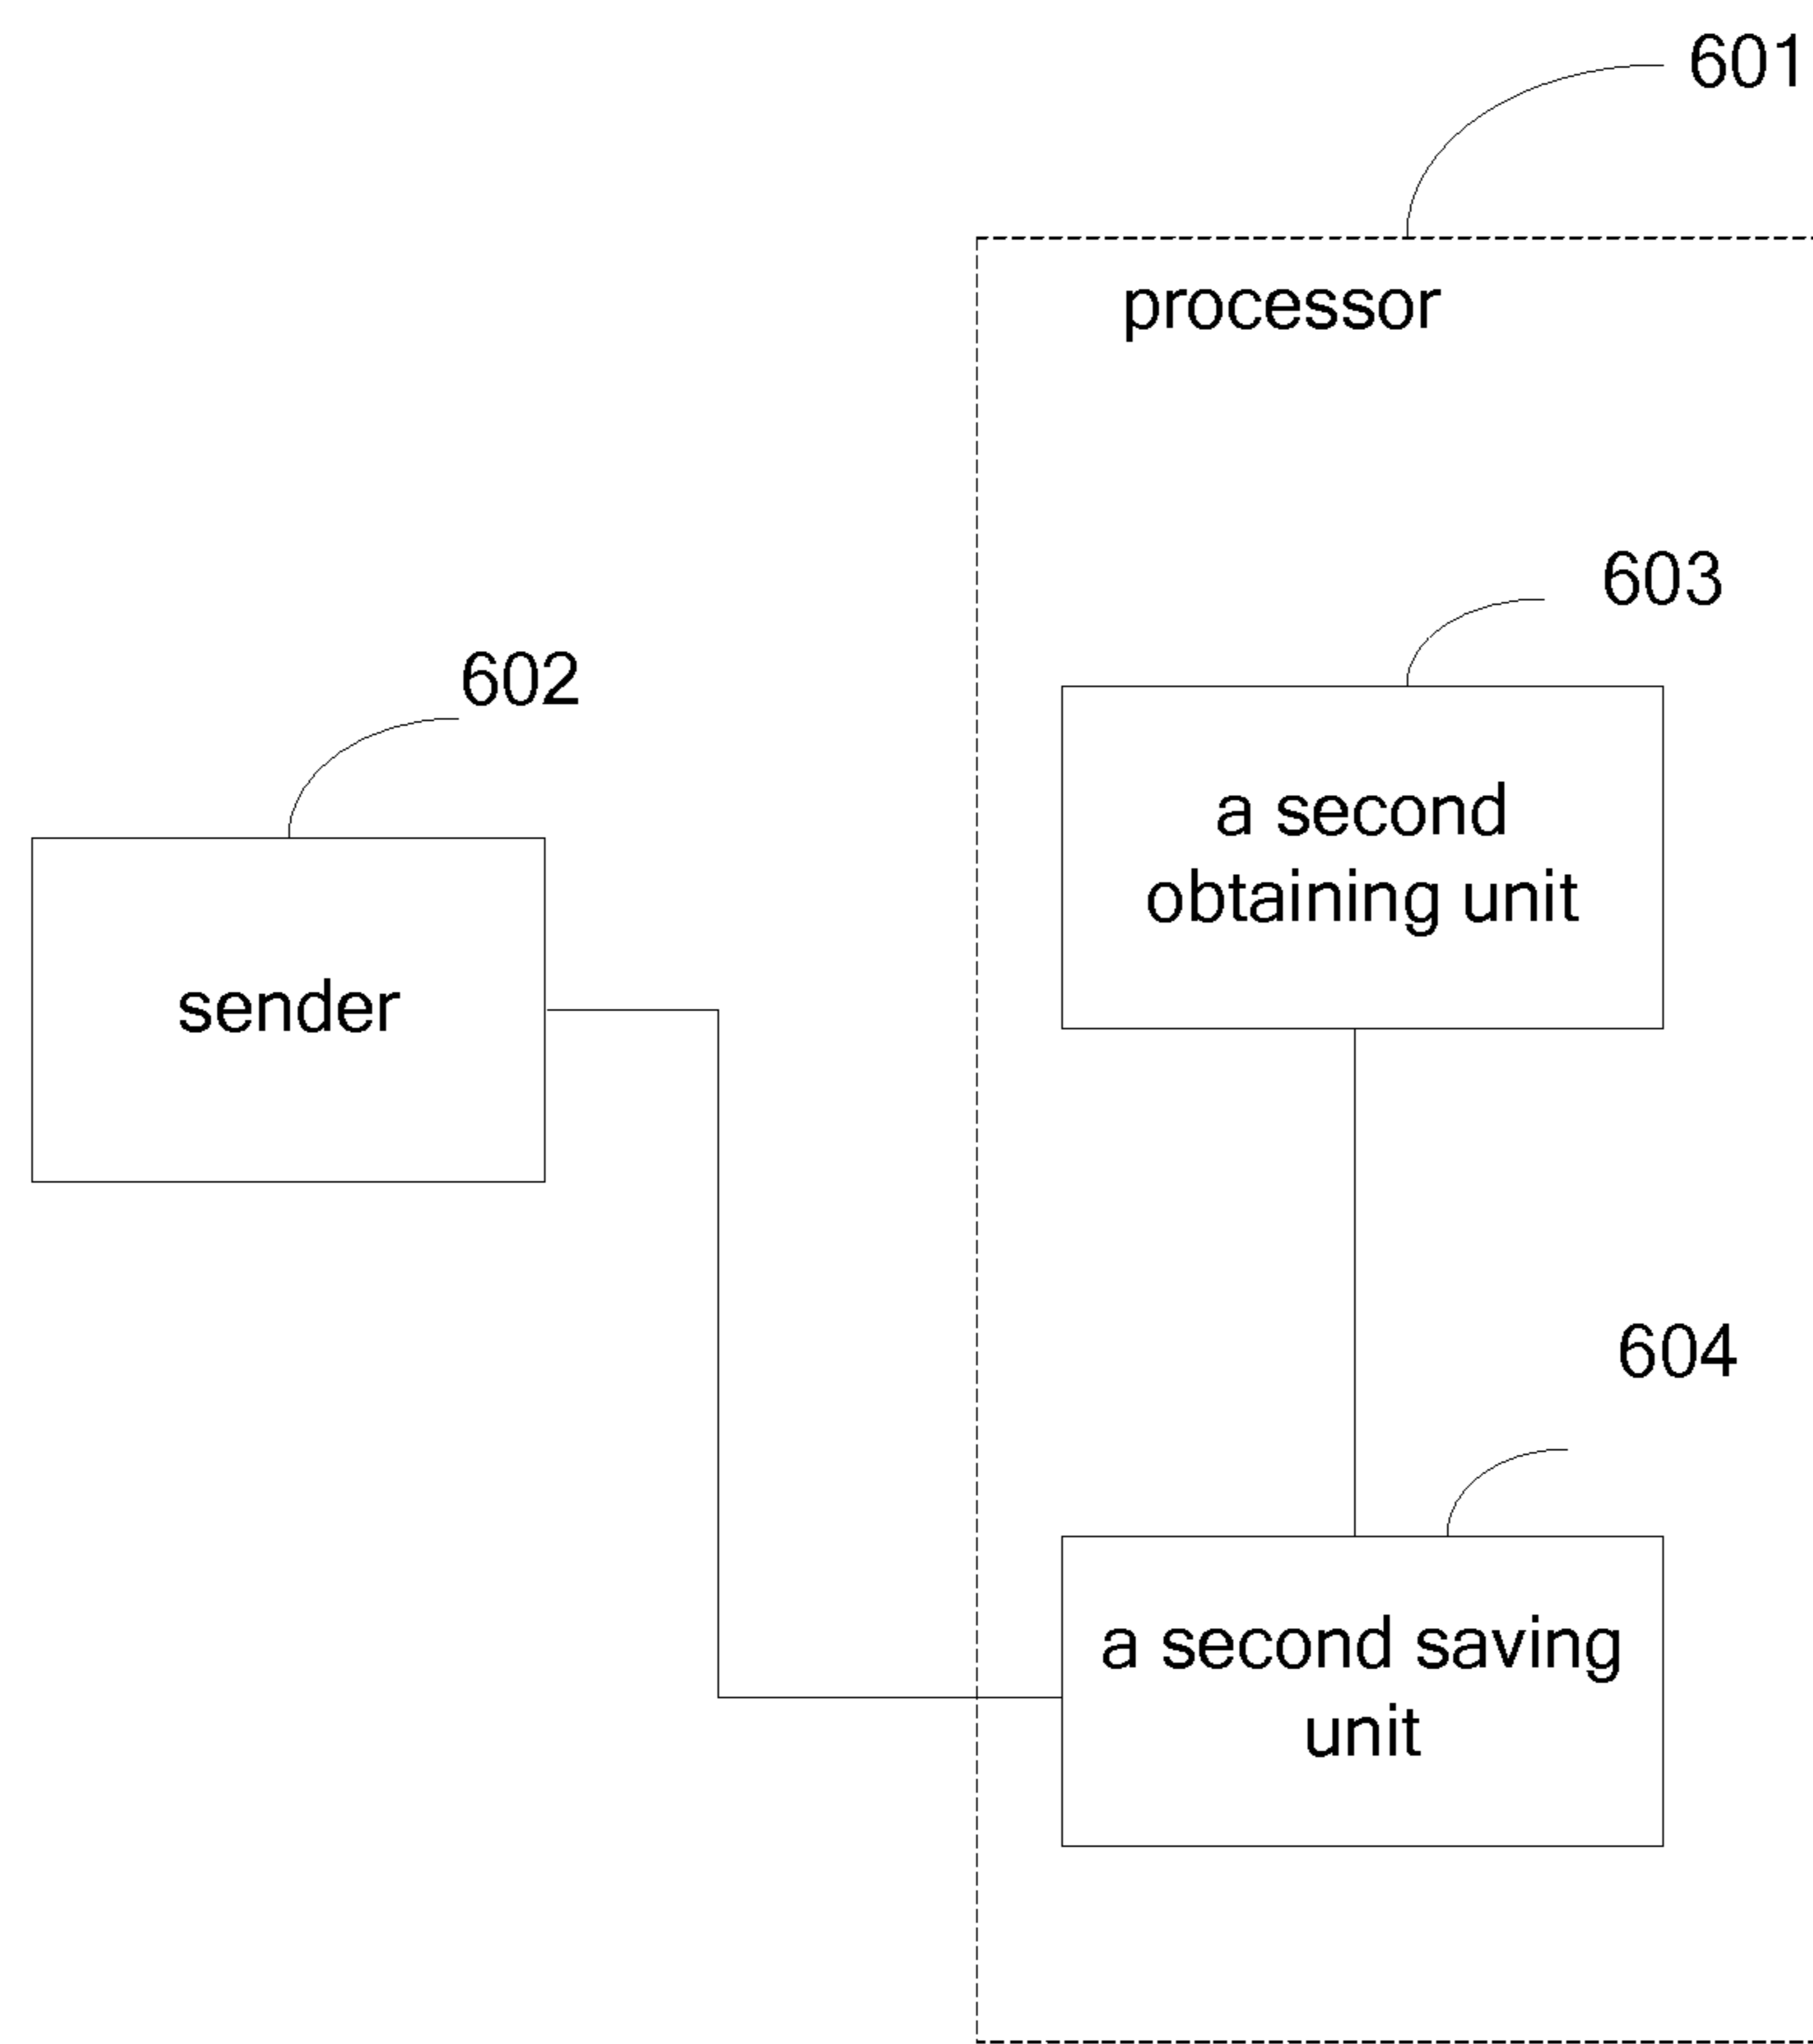 601
processor
603
602
a second
obtaining unit
sender
604
a second saving
unit